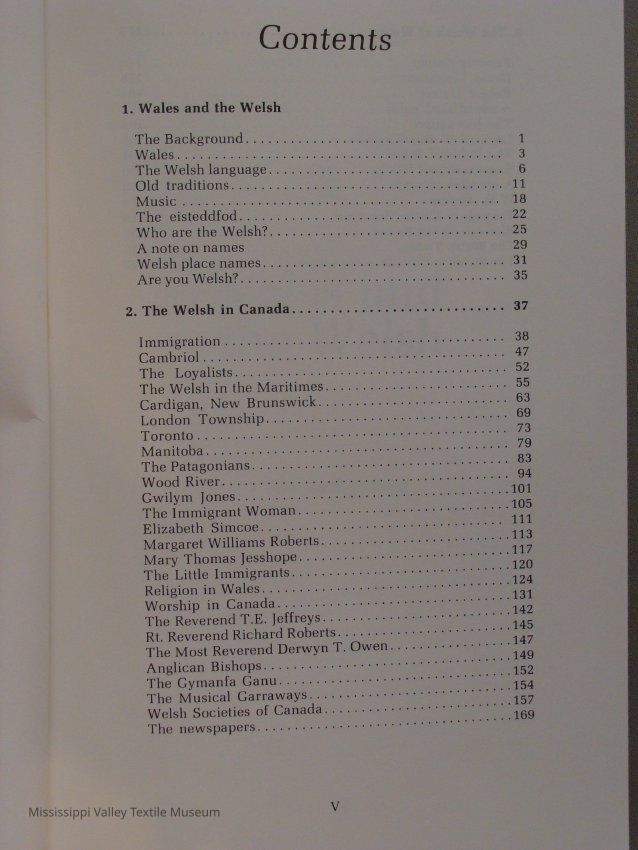 Contents
1. Wales and the Welsh
The Background.................................. 1
Wales........................................... 3
The Welsh language.............................. 6
Old traditions.................................. 11
Music .......................................... 18
The eisteddfod.................................. 22
Who are the Welsh?.............................. 25
A note on names 29
Welsh place names............................... 31
Are you Welsh?.................................. 35
2. The Welsh in Canada............................ 37
Immigration .................................... 38
Cambriol ....................................... 47
The Loyalists................................... 52
The Welsh in the Maritimes...................... 55
Cardigan, New Brunswick......................... 63
London Township................................. 69
Toronto ........................................ 73
Manitoba........................................ 79
The Patagonians................................. 83
Wood River...................................... 94
Gwilym Jones.................................... 101
The Immigrant Woman............................. 105
Elizabeth Simcoe................................ 111
Margaret Williams Roberts....................... 113
Mary Thomas Jesshope............................ 117
The Little Immigrants........................... 120
Religion in Wales............................... 124
Worship in Canada............................... 131
The Reverend T.E. Jeffreys...................... 142
Rt. Reverend Richard Roberts.................... 145
The Most Reverend Derwyn T. Owen................ 147
Anglican Bishops................................ 149
The Gymanfa Ganu................................ 152
The Musical Garraways........................... 154
Welsh Societies of Canada....................... 157
The newspapers.................................. 169
V
Mississippi Valley Textile Museum